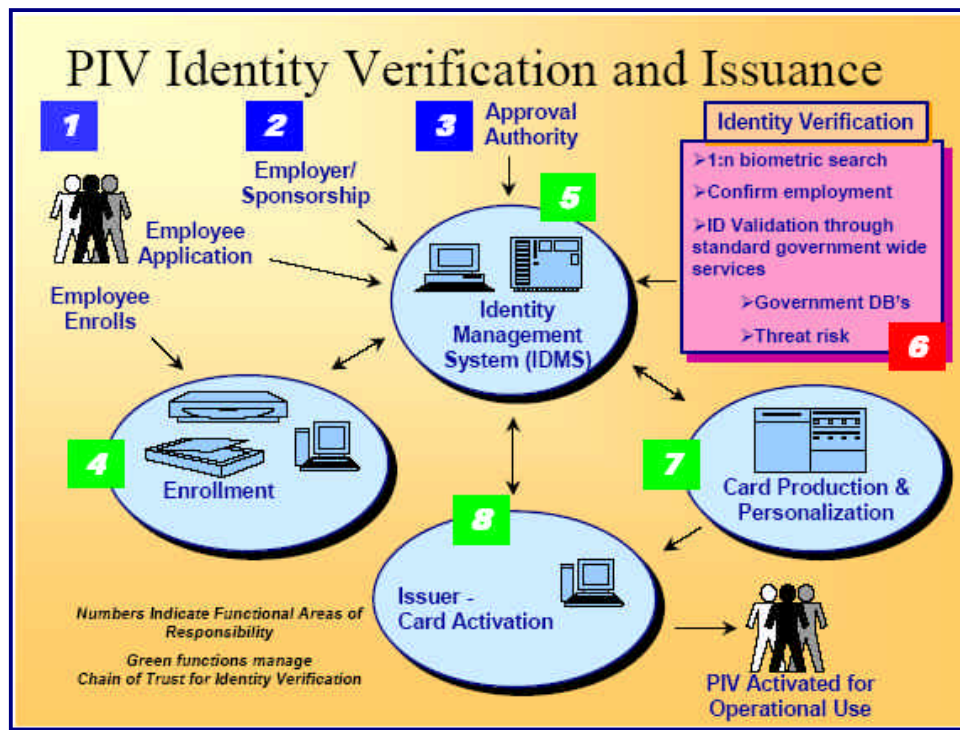 PIV Identity Verification and Issuance
1
2
3
Approval
Authority
Employer/
Sponsorship
Employee
Application
Employee
Enrolls
Identity Verification
➢1:n biometric search
➢Confirm employment
➢ID Validation through
standard government wide
services
➢Government DB's
➢Threat risk
6
5
Identity
Management
System (IDMS)
4
Enrollment
7
Card Production &
Personalization
8
Issuer -
Card Activation
Numbers Indicate Functional Areas of
Responsibility
Green functions manage
Chain of Trust for Identity Verification
PIV Activated for
Operational Use